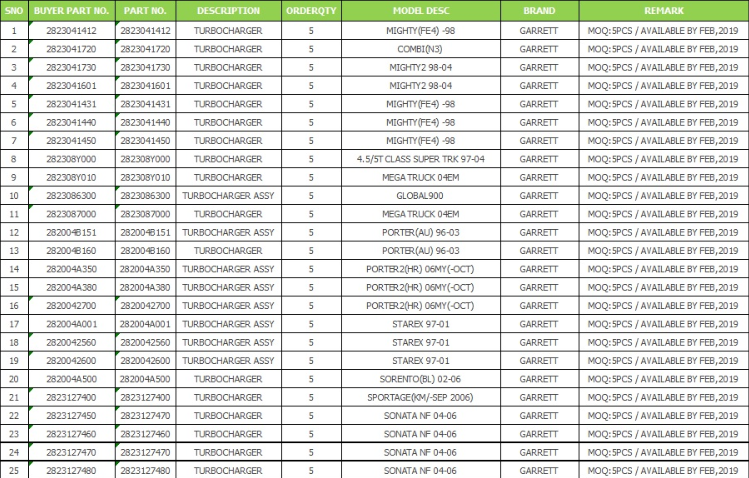 SNO BUYER PART NO. PART NO. DESCRIPTION ORDERQTY MODEL DESC BRAND REMARK
1 2823041412 2823041412 TURBOCHARGER 5 MIGHTY(FE4) -98 GARRETT MOQ:5PCS / AVAILABLE BY FEB,2019
2 2823041720 2823041720 TURBOCHARGER 5 COMBI(N3) GARRETT MOQ:5PCS / AVAILABLE BY FEB,2019
3 2823041730 2823041730 TURBOCHARGER 5 MIGHTY2 98-04 GARRETT MOQ:5PCS / AVAILABLE BY FEB,2019
4 2823041601 2823041601 TURBOCHARGER 5 MIGHTY2 98-04 GARRETT MOQ:5PCS / AVAILABLE BY FEB,2019
5 2823041431 2823041431 TURBOCHARGER 5 MIGHTY(FE4) -98 GARRETT MOQ:5PCS / AVAILABLE BY FEB,2019
6 2823041440 2823041440 TURBOCHARGER 5 MIGHTY(FE4) -98 GARRETT MOQ:5PCS / AVAILABLE BY FEB,2019
7 2823041450 2823041450 TURBOCHARGER 5 MIGHTY(FE4) -98 GARRETT MOQ:5PCS / AVAILABLE BY FEB,2019
8 282308Y000 282308Y000 TURBOCHARGER 5 4.5/5T CLASS SUPER TRK 97-04 GARRETT MOQ:5PCS / AVAILABLE BY FEB,2019
9 282308Y010 282308Y010 TURBOCHARGER 5 MEGA TRUCK 04EM GARRETT MOQ:5PCS / AVAILABLE BY FEB,2019
10 2823086300 2823086300 TURBOCHARGER ASSY 5 GLOBAL900 GARRETT MOQ:5PCS / AVAILABLE BY FEB,2019
11 2823087000 2823087000 TURBOCHARGER 5 MEGA TRUCK 04EM GARRETT MOQ:5PCS / AVAILABLE BY FEB,2019
12 282004B151 282004B151 TURBOCHARGER ASSY 5 PORTER(AU) 96-03 GARRETT MOQ:5PCS / AVAILABLE BY FEB,2019
13 282004B160 282004B160 TURBOCHARGER 5 PORTER(AU) 96-03 GARRETT MOQ:5PCS / AVAILABLE BY FEB,2019
14 282004A350 282004A350 TURBOCHARGER ASSY 5 PORTER2(HR) 06MY(-OCT) GARRETT MOQ:5PCS / AVAILABLE BY FEB,2019
15 282004A380 282004A380 TURBOCHARGER ASSY 5 PORTER2(HR) 06MY(-OCT) GARRETT MOQ:5PCS / AVAILABLE BY FEB,2019
16 2820042700 2820042700 TURBOCHARGER ASSY 5 PORTER2(HR) 06MY(-OCT) GARRETT MOQ:5PCS / AVAILABLE BY FEB,2019
17 282004A001 282004A001 TURBOCHARGER ASSY 5 STAREX 97-01 GARRETT MOQ:5PCS / AVAILABLE BY FEB,2019
18 2820042560 2820042560 TURBOCHARGER ASSY 5 STAREX 97-01 GARRETT MOQ:5PCS / AVAILABLE BY FEB,2019
19 2820042600 2820042600 TURBOCHARGER ASSY 5 STAREX 97-01 GARRETT MOQ:5PCS / AVAILABLE BY FEB,2019
20 282004A500 282004A500 TURBOCHARGER 5 SORENTO(BL) 02-06 GARRETT MOQ:5PCS / AVAILABLE BY FEB,2019
21 2823127400 2823127400 TURBOCHARGER 5 SPORTAGE(KM/-SEP 2006) GARRETT MOQ:5PCS / AVAILABLE BY FEB,2019
22 2823127450 2823127470 TURBOCHARGER 5 SONATA NF 04-06 GARRETT MOQ:5PCS / AVAILABLE BY FEB,2019
23 2823127460 2823127460 TURBOCHARGER 5 SONATA NF 04-06 GARRETT MOQ:5PCS / AVAILABLE BY FEB,2019
24 2823127470 2823127470 TURBOCHARGER 5 SONATA NF 04-06 GARRETT MOQ:5PCS / AVAILABLE BY FEB,2019
25 2823127480 2823127480 TURBOCHARGER 5 SONATA NF 04-06 GARRETT MOQ:5PCS / AVAILABLE BY FEB,2019